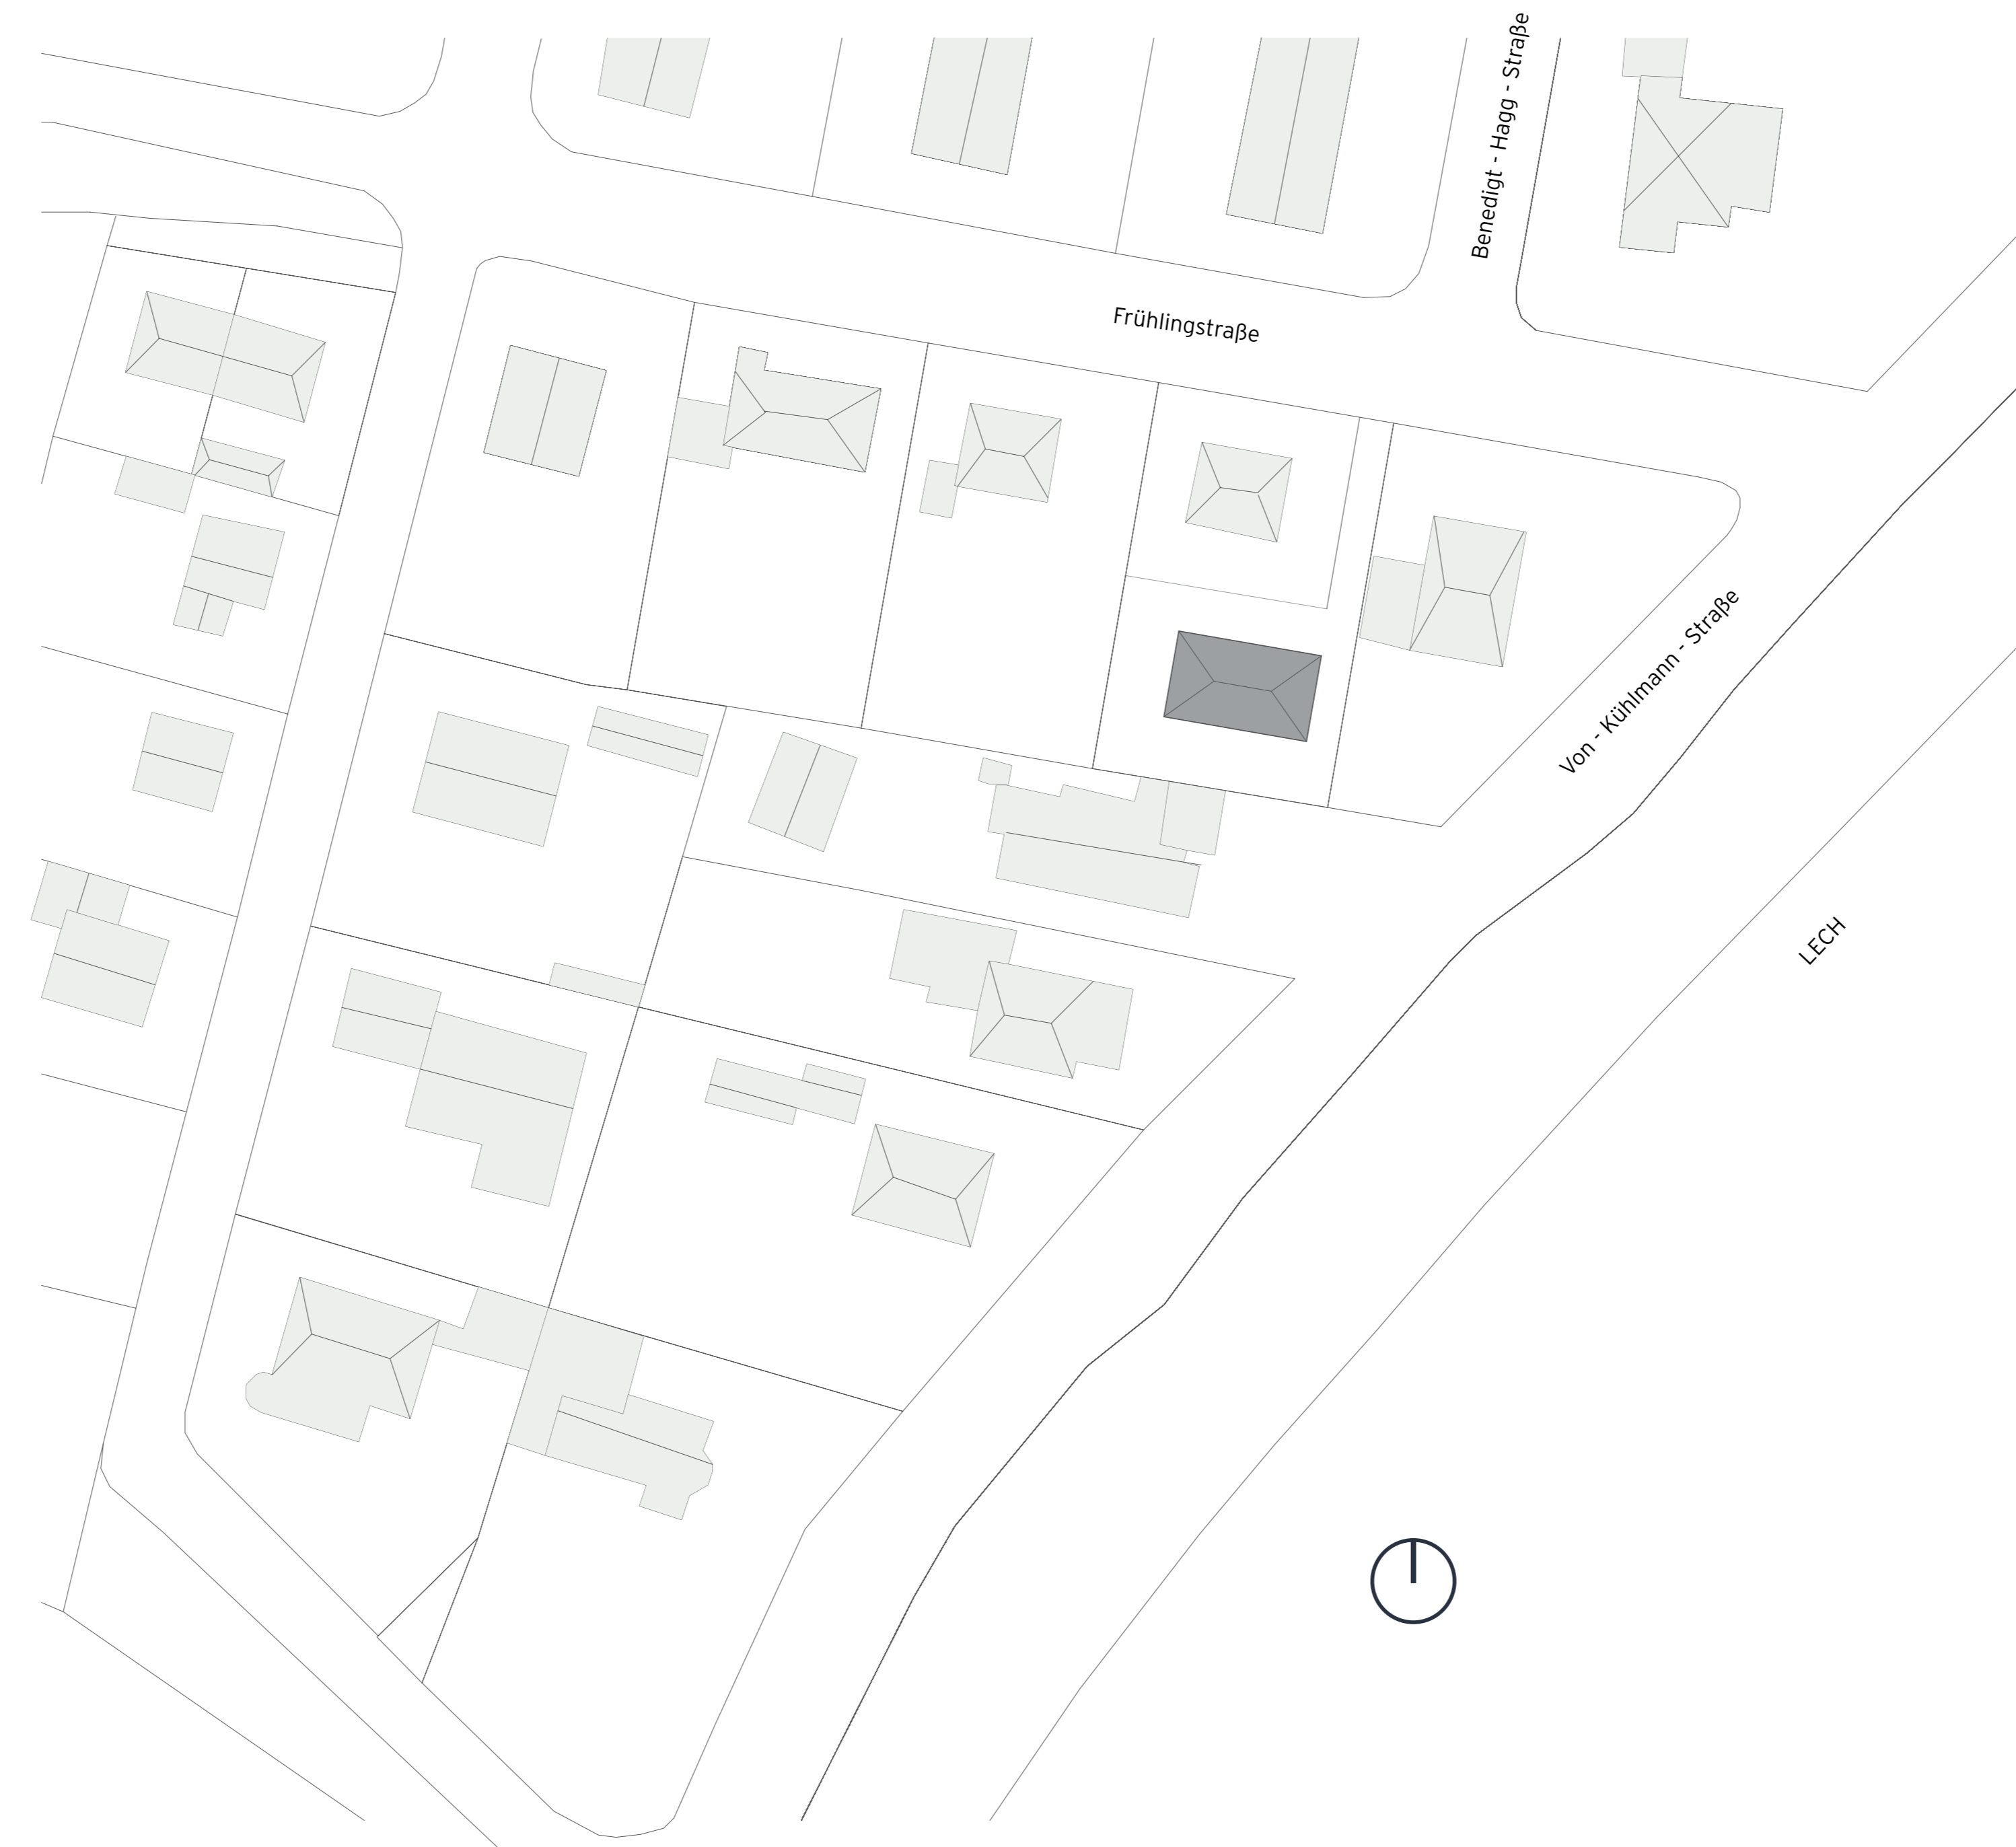 Benedigt - Hagg - Straße
Frühlingstraße
Von - Kühlmann - Straße
LECH